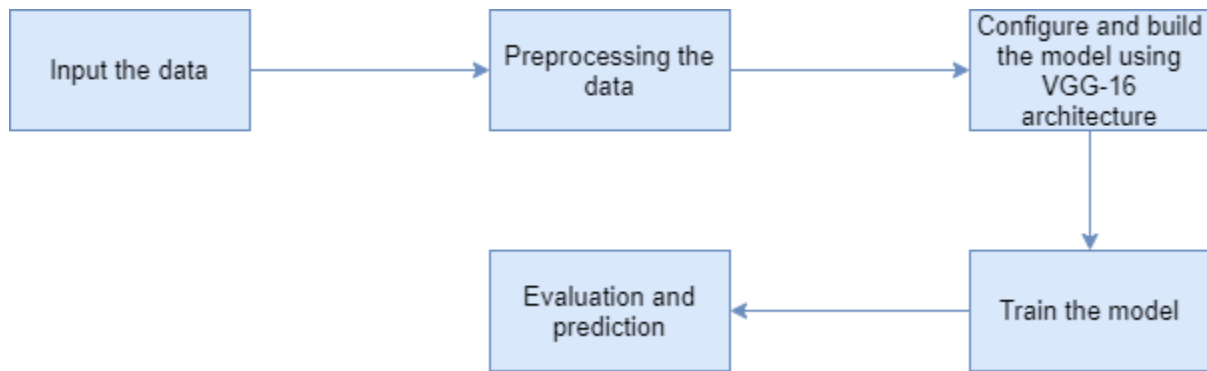 Input the data
Preprocessing the
data
Configure and build
the model using
VGG-16
architecture
Train the model
Evaluation and
prediction